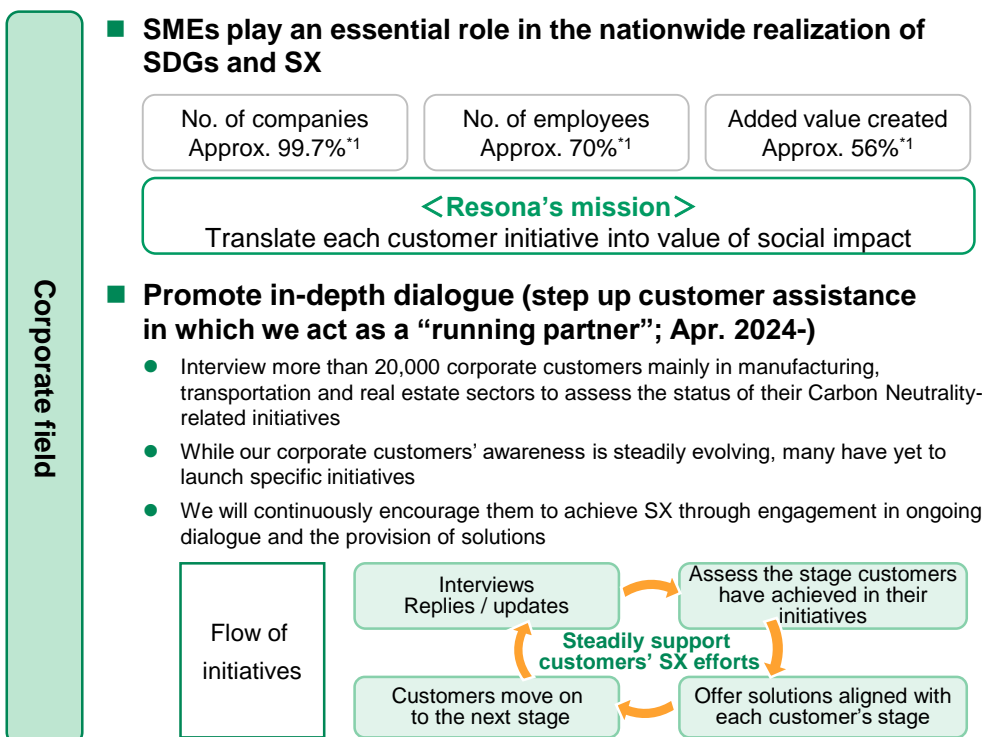 Corporate field
SMEs play an essential role in the nationwide realization of
SDGs and SX
No. of companies
Approx. 99.7%*1
No. of employees
Approx. 70%*1
Added value created
Approx. 56%*1
<Resona's mission>
Translate each customer initiative into value of social impact
Promote in-depth dialogue (step up customer assistance
in which we act as a “running partner”; Apr. 2024-)
Interview more than 20,000 corporate customers mainly in manufacturing,
transportation and real estate sectors to assess the status of their Carbon Neutrality-
related initiatives
While our corporate customers’ awareness is steadily evolving, many have yet to
launch specific initiatives
We will continuously encourage them to achieve SX through engagement in ongoing
dialogue and the provision of solutions
Flow of
initiatives
Interviews
Replies / updates
Assess the stage customers
have achieved in their
initiatives
Steadily support
customers’ SX efforts
Customers move on
to the next stage
Offer solutions aligned with
each customer’s stage